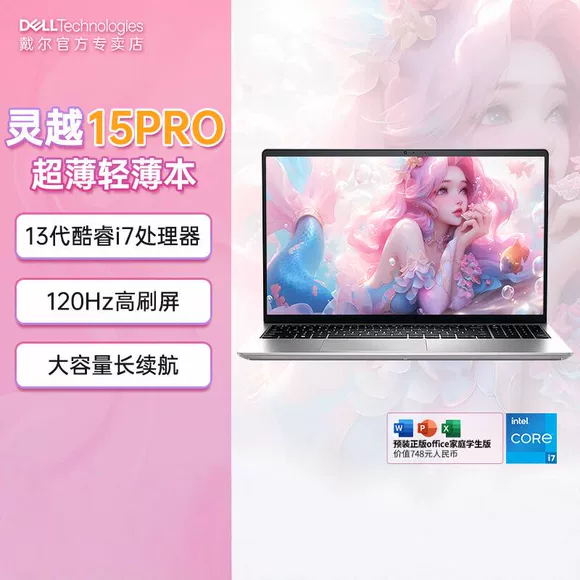 DELLTechnologies
戴尔官方专卖店
灵越15PRO
超薄轻薄本
13代酷睿i7处理器
120Hz高刷屏
大容量长续航
W P X
预装正版office家庭学生版
价值748元人民币
intel
CORE
i7